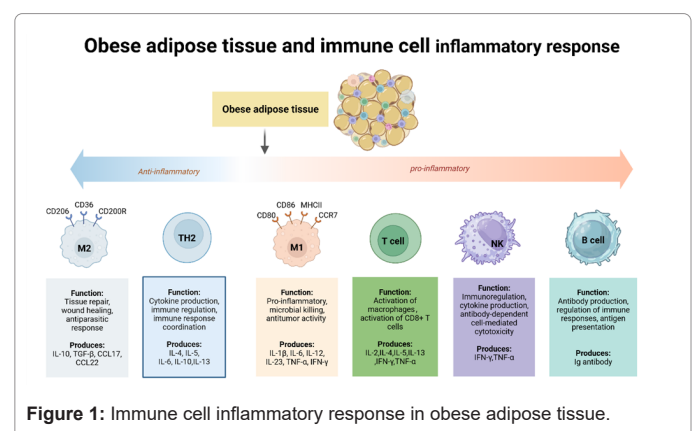 Obese adipose tissue and immune cell inflammatory response
Obese adipose tissue
Anti-inflammatory
pro-inflammatory
CD206
CD36
CD200R
M2
TH2
CD80
CD86
MHCII
CCR7
M1
T cell
NK
B cell
Function:
Tissue repair,
wound healing,
antiparasitic
response
Produces:
IL-10, TGF-β, CCL17,
CCL22
Function:
Cytokine production,
immune regulation,
immune response
coordination
Produces:
IL-4, IL-5,
IL-6, IL-10,IL-13
Function:
Pro-inflammatory,
microbial killing,
antitumor activity
Produces:
IL-1β, IL-6, IL-12,
IL-23, TNF-α, IFN-γ
Function:
Activation of
macrophages ,
activation of CD8+ T
cells
Produces:
IL-2,IL-4,IL-5,IL-13
,IFN-γ,TNF-α
Function:
Immunoregulation,
cytokine production,
antibody-dependent
cell-mediated
cytotoxicity
Produces:
IFN-γ,TNF-α
Function:
Antibody production,
regulation of immune
responses, antigen
presentation
Produces:
Ig antibody
Figure 1: Immune cell inflammatory response in obese adipose tissue.